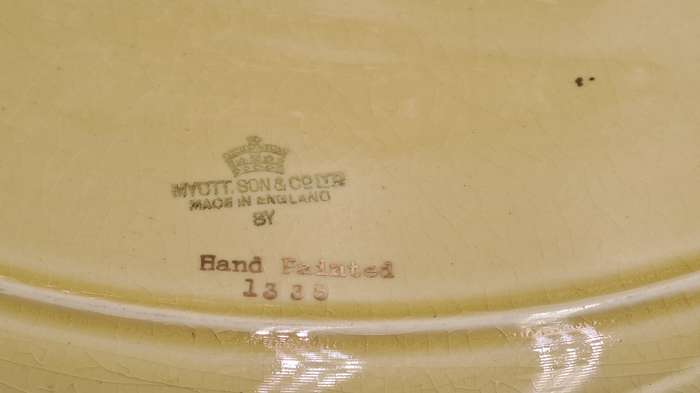 MYOTT, SON & CO LTD
MADE IN ENGLAND
BY
Hand Painted
1338